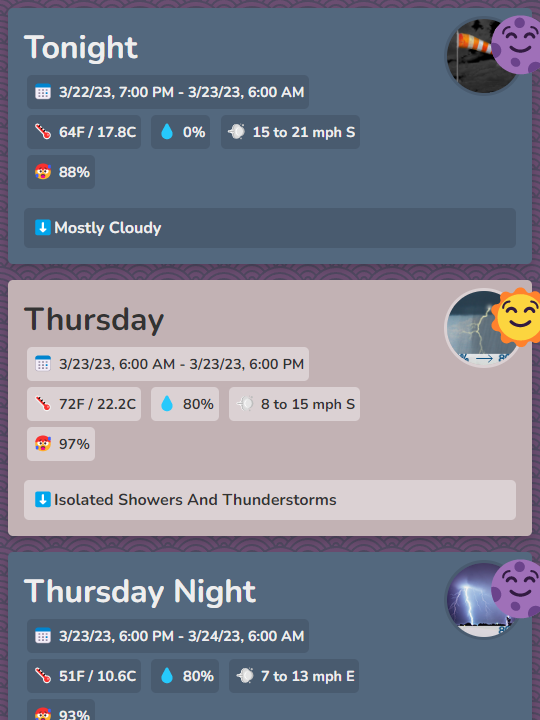 Tonight
3/22/23, 7:00 PM - 3/23/23, 6:00 AM
64F / 17.8C 0% 15 to 21 mph S
88%
Mostly Cloudy
Thursday
3/23/23, 6:00 AM - 3/23/23, 6:00 PM
72F / 22.2C 80% 8 to 15 mph S
97%
Isolated Showers And Thunderstorms
Thursday Night
3/23/23, 6:00 PM - 3/24/23, 6:00 AM
51F / 10.6C 80% 7 to 13 mph E
93%